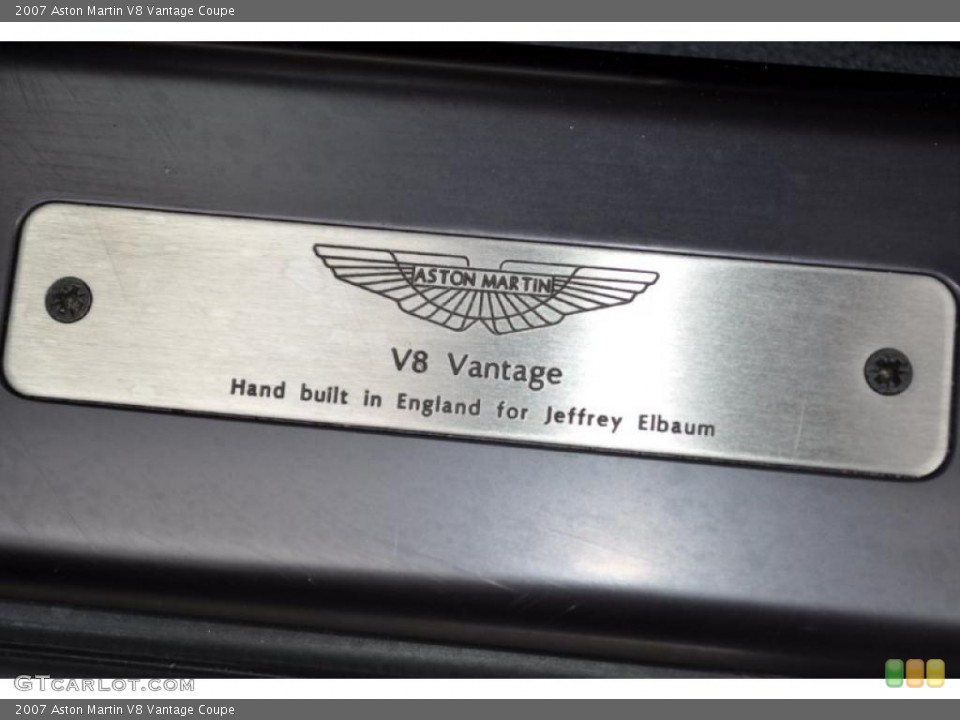 2007 Aston Martin V8 Vantage Coupe
ASTON MARTIN
V8 Vantage
Hand built in England for Jeffrey Elbaum
GTCARLOT.COM
2007 Aston Martin V8 Vantage Coupe